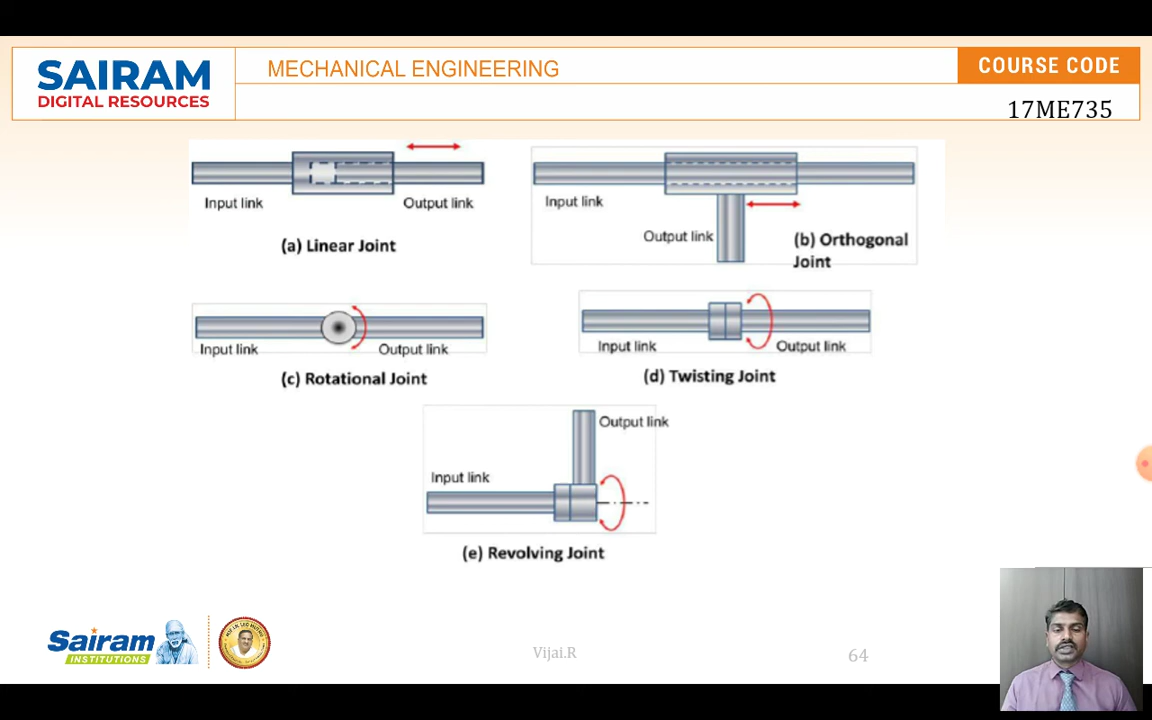 SAIRAM
DIGITAL RESOURCES
MECHANICAL ENGINEERING
COURSE CODE
17ME735
Input link
Output link
(a) Linear Joint
Input link
Output link
(b) Orthogonal
Joint
Input link
Output link
(c) Rotational Joint
Input link
Output link
(d) Twisting Joint
Output link
Input link
(e) Revolving Joint
Sairam
INSTITUTIONS
Vijai.R
64